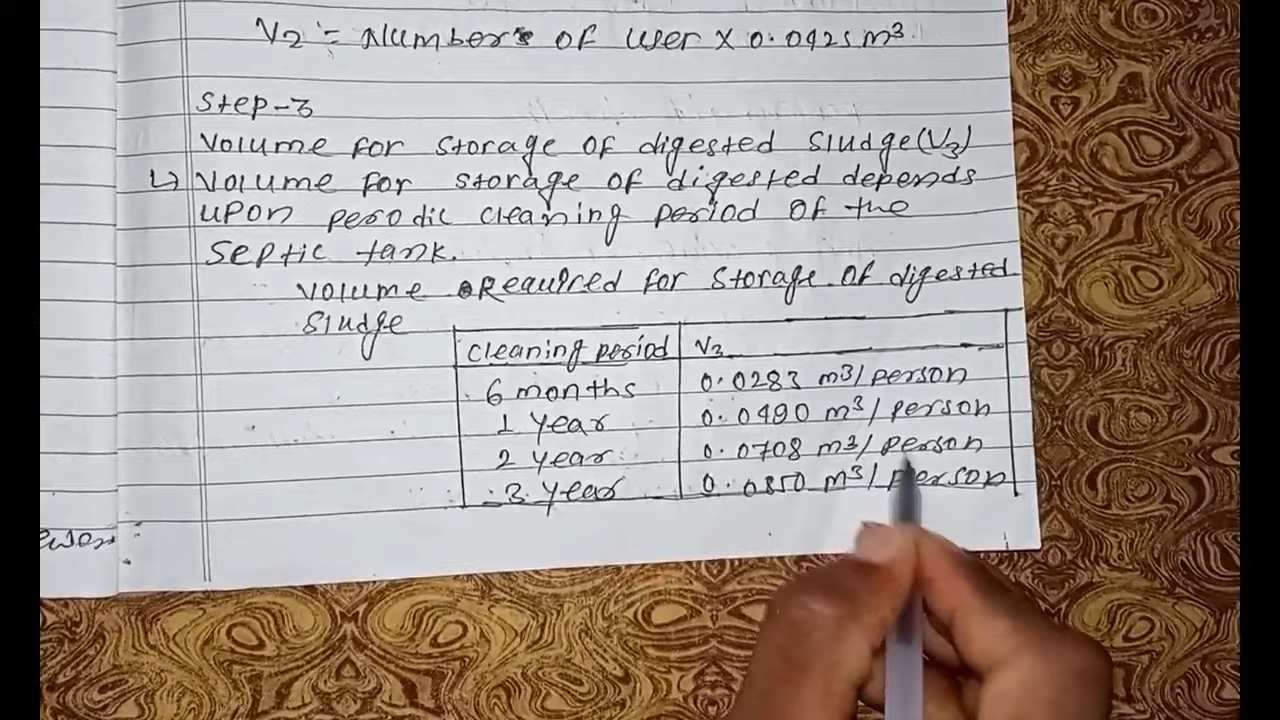 V2 = Numbers of user X 0.0425 m³.
Step-3
Volume for storage of digested sludge (V3)
↳ Volume for storage of digested depends
upon perodic cleaning period of the
septic tank.
volume Required for storage of digested
sludge
cleaning period V3
6 months 0.0283 m3/person
1 year 0.0490 m³/person
2 year 0.0708 m3/person
3 year 0.0850 m³/person